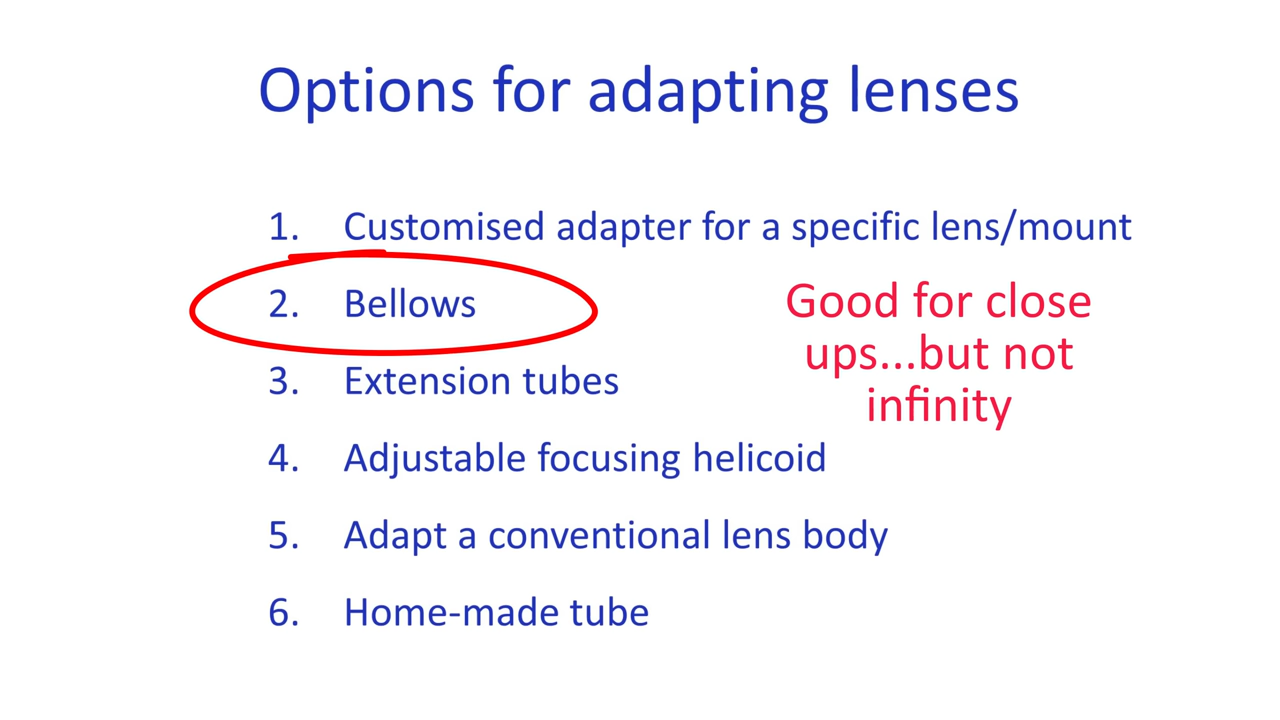 Options for adapting lenses
1. Customised adapter for a specific lens/mount
2. Bellows
Good for close
ups...but not
infinity
3. Extension tubes
4. Adjustable focusing helicoid
5. Adapt a conventional lens body
6. Home-made tube